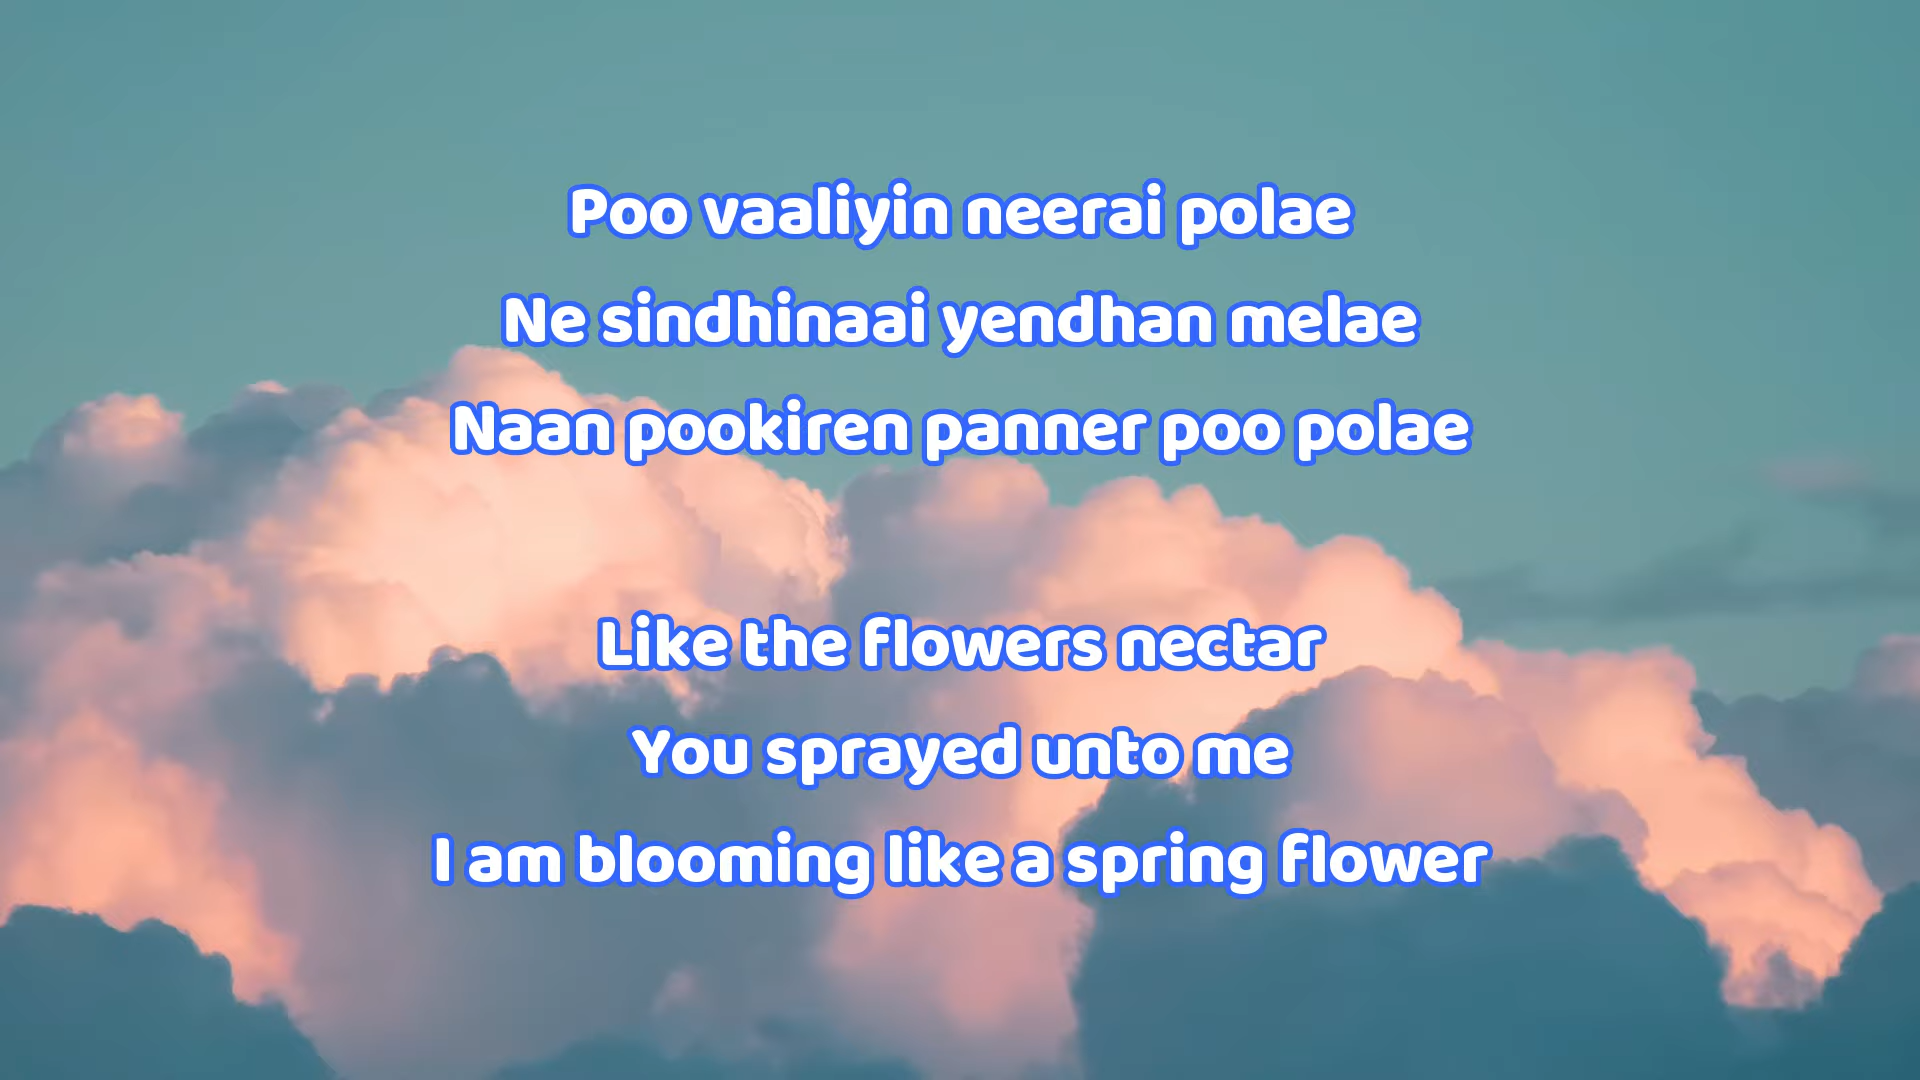 Poo vaaliyin neerai polae
Ne sindhinaai yendhan melae
Naan pookiren panner poo polae
Like the flowers nectar
You sprayed unto me
I am blooming like a spring flower